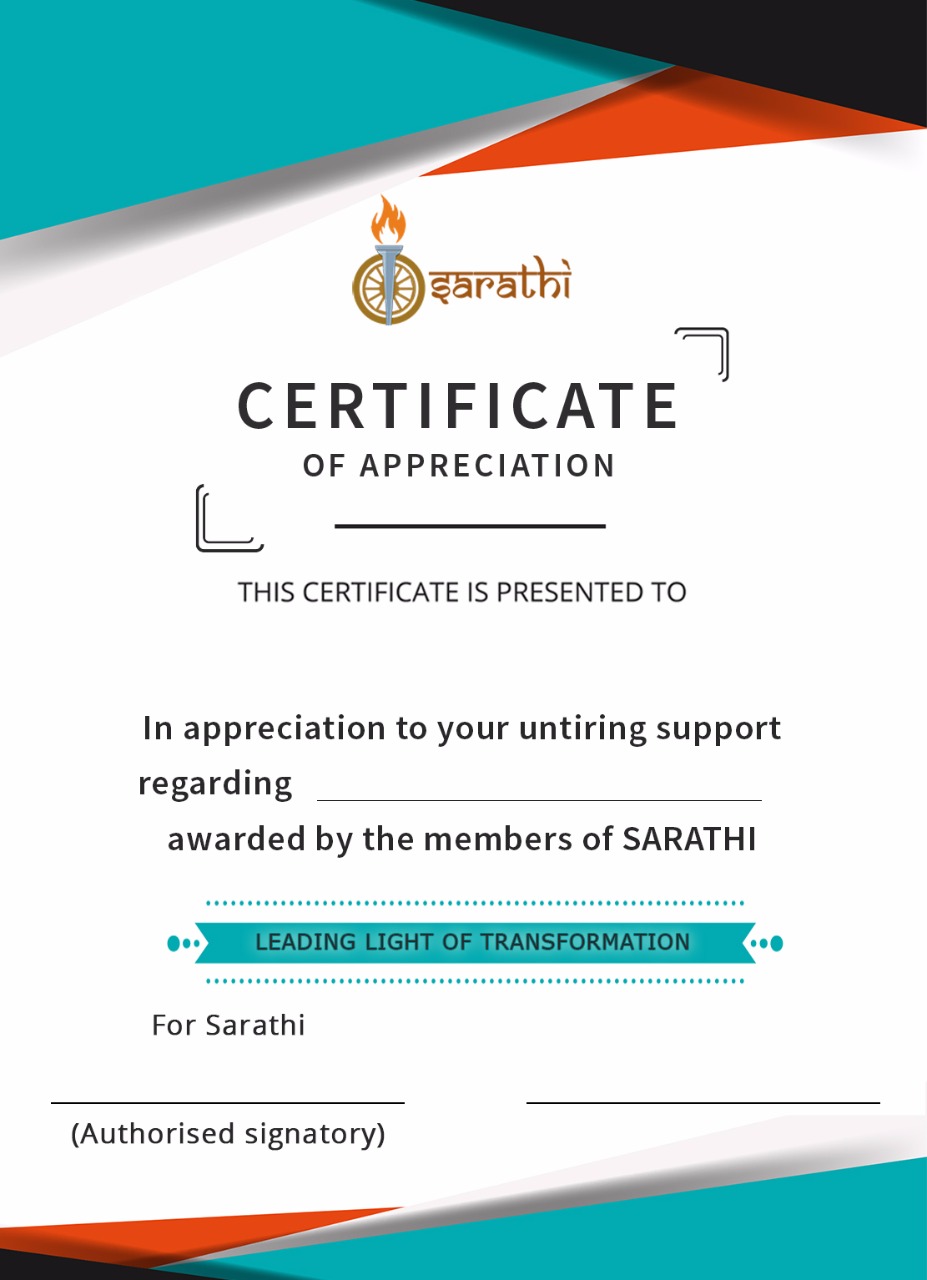 sarathi
CERTIFICATE
OF APPRECIATION
THIS CERTIFICATE IS PRESENTED TO
In appreciation to your untiring support
regarding
awarded by the members of SARATHI
LEADING LIGHT OF TRANSFORMATION
For Sarathi
(Authorised signatory)